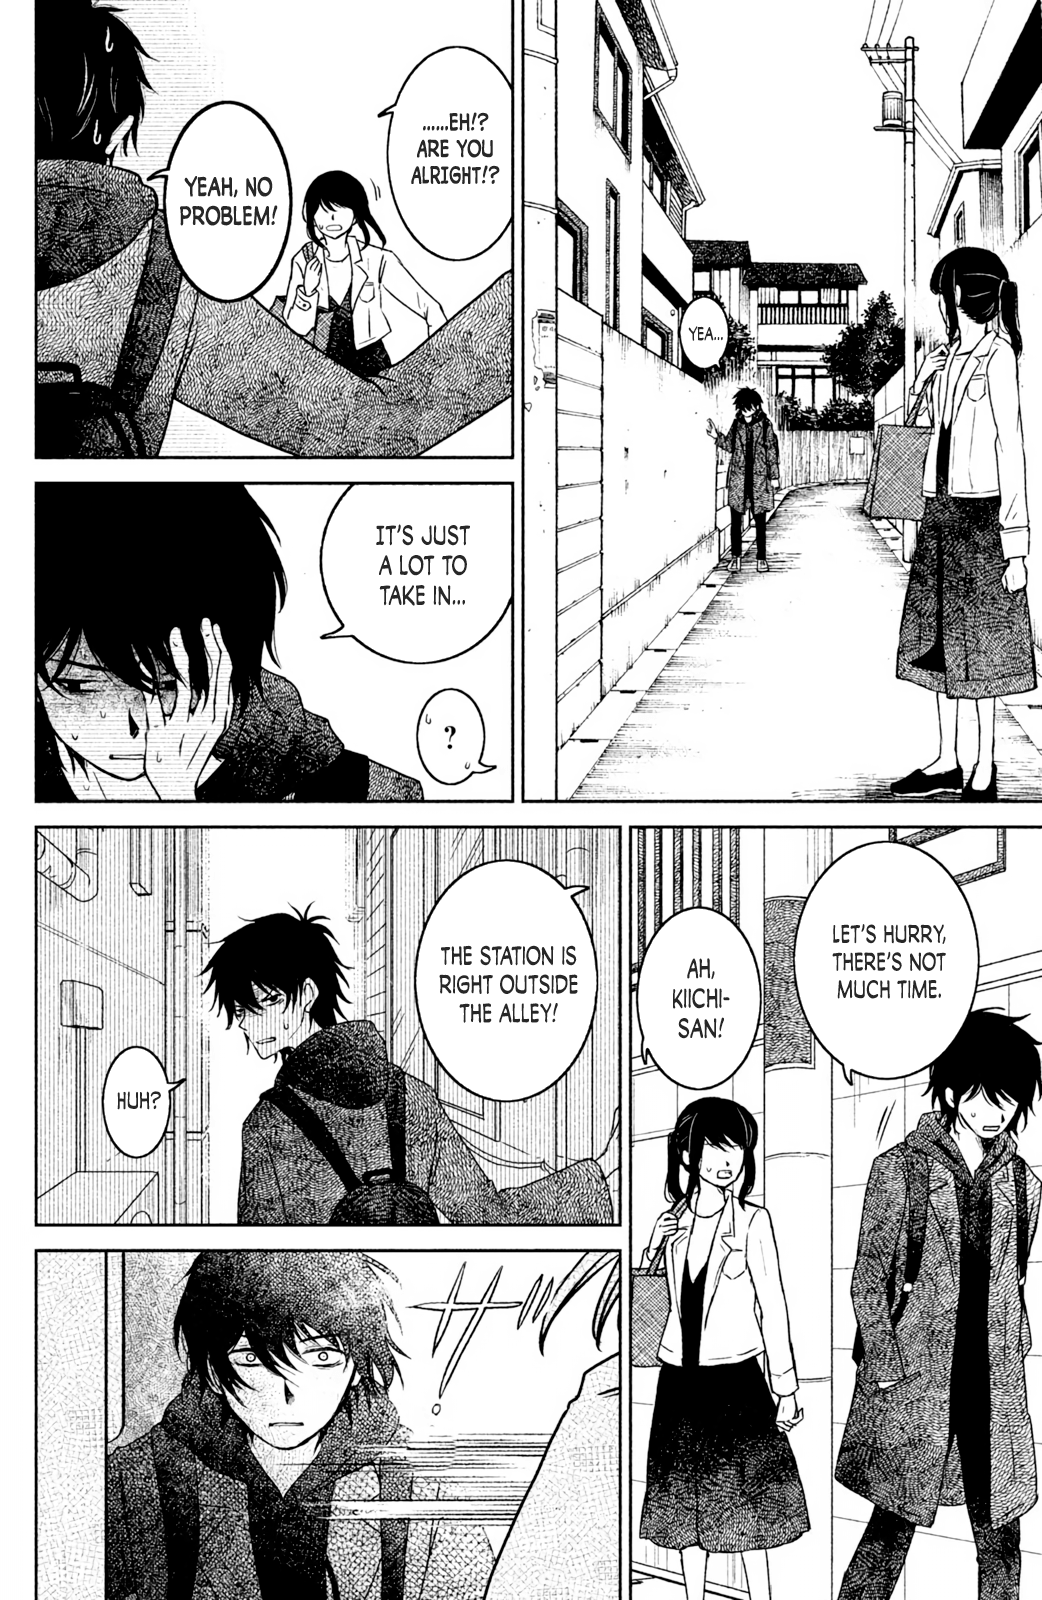 YEA...
......EH!?
ARE YOU
ALRIGHT!?
YEAH, NO
PROBLEM!
IT'S JUST
A LOT TO
TAKE IN...
?
LET'S HURRY,
THERE'S NOT
MUCH TIME.
AH,
KIICHI-
SAN!
THE STATION IS
RIGHT OUTSIDE
THE ALLEY!
HUH?